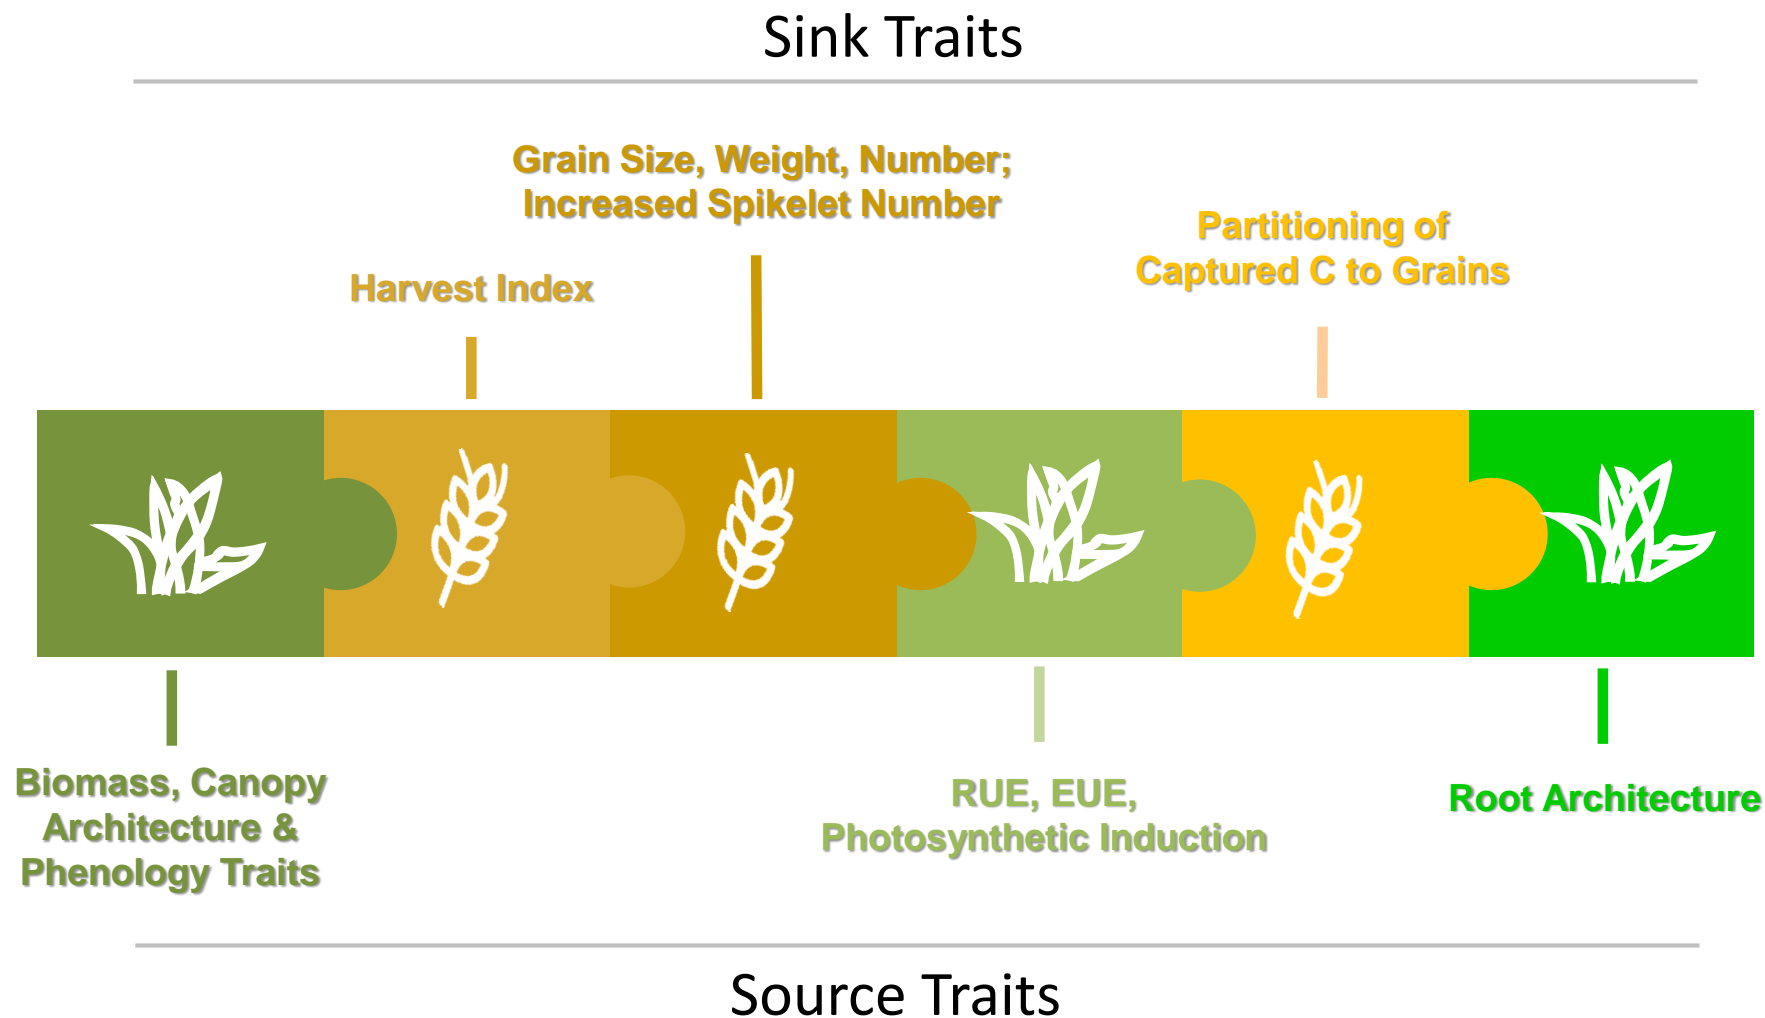 Sink Traits
Grain Size, Weight, Number;
Increased Spikelet Number
Partitioning of
Captured C to Grains
Harvest Index
Biomass, Canopy
Architecture &
Phenology Traits
RUE, EUE,
Photosynthetic Induction
Root Architecture
Source Traits